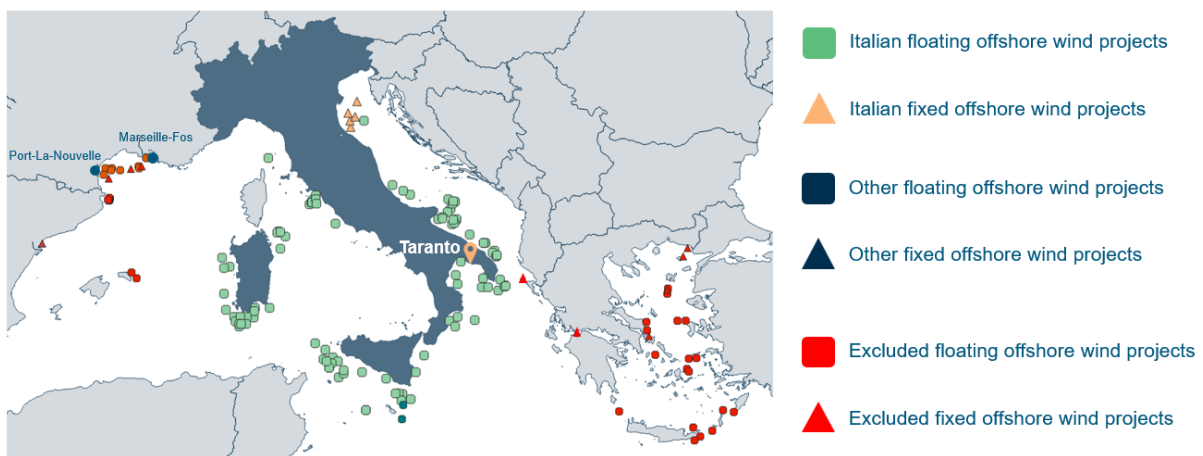 Marseille-Fos
Port-La-Nouvelle
Taranto
Italian floating offshore wind projects
Italian fixed offshore wind projects
Other floating offshore wind projects
Other fixed offshore wind projects
Excluded floating offshore wind projects
Excluded fixed offshore wind projects